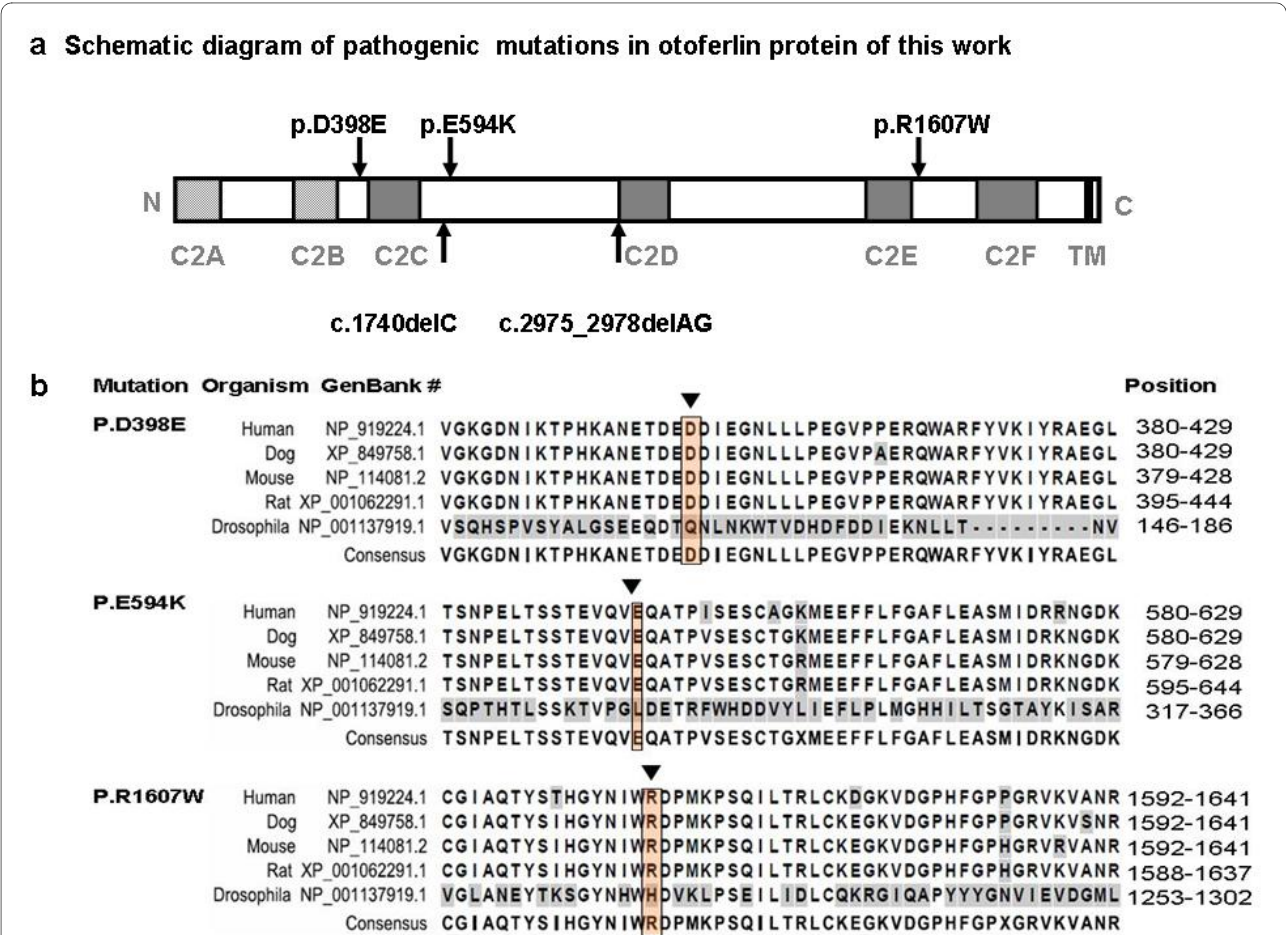 a Schematic diagram of pathogenic mutations in otoferlin protein of this work
p.D398E p.E594K p.R1607W
N C
C2A C2B C2C C2D C2E C2F TM
c.1740delC c.2975_2978delAG
b Mutation Organism GenBank # Position
P.D398E Human NP_919224.1 VGKGDNIKTPHKANETDEDDIEGNLLLPEGVPPERQWARFYVKIYRAEGL 380-429
Dog XP_849758.1 VGKGDNIKTPHKANETDEDDIEGNLLLPEGVPAERQWARFYVKIYRAEGL 380-429
Mouse NP_114081.2 VGKGDNIKTPHKANETDEDDIEGNLLLPEGVPPERQWARFYVKIYRAEGL 379-428
Rat XP_001062291.1 VGKGDNIKTPHKANETDEDDIEGNLLLPEGVPPERQWARFYVKIYRAEGL 395-444
Drosophila NP_001137919.1 VSQHSPVSYALGSEEQDTQNLNKWTVDHDFDDIEKNLLT---------NV 146-186
Consensus VGKGDNIKTPHKANETDEDDIEGNLLLPEGVPPERQWARFYVKIYRAEGL
P.E594K Human NP_919224.1 TSNPELTSSTEVQVEQATPISESCAGKMEEFFLFGAFLEASMIDRRNGDK 580-629
Dog XP_849758.1 TSNPELTSSTEVQVEQATPVSESCTGKMEEFFLFGAFLEASMIDRKNGDK 580-629
Mouse NP_114081.2 TSNPELTSSTEVQVEQATPVSESCTGRMEEFFLFGAFLEASMIDRKNGDK 579-628
Rat XP_001062291.1 TSNPELTSSTEVQVEQATPVSESCTGRMEEFFLFGAFLEASMIDRKNGDK 595-644
Drosophila NP_001137919.1 SQPTHTLSSKTVPGLDETRFWHDDVYLIEFLPLMGHHILTSGTAYKISAR 317-366
Consensus TSNPELTSSTEVQVEQATPVSESCTGXMEEFFLFGAFLEASMIDRKNGDK
P.R1607W Human NP_919224.1 CGIAQTYSTHGYNIWRDPMKPSQILTRLCKDGKVDGPHFGPPGRVKVANR 1592-1641
Dog XP_849758.1 CGIAQTYSIHGYNIWRDPMKPSQILTRLCKEGKVDGPHFGPPGRVKVSNR 1592-1641
Mouse NP_114081.2 CGIAQTYSIHGYNIWRDPMKPSQILTRLCKEGKVDGPHFGPHGRVRVANR 1592-1641
Rat XP_001062291.1 CGIAQTYSIHGYNIWRDPMKPSQILTRLCKEGKVDGPHFGPHGRVKVANR 1588-1637
Drosophila NP_001137919.1 VGLANEYTKSGYNHWHDVKLPSEILIDLCQKRGIQAPYYYGNVIEVDGML 1253-1302
Consensus CGIAQTYSIHGYNIWRDPMKPSQILTRLCKEGKVDGPHFGPXGRVKVANR